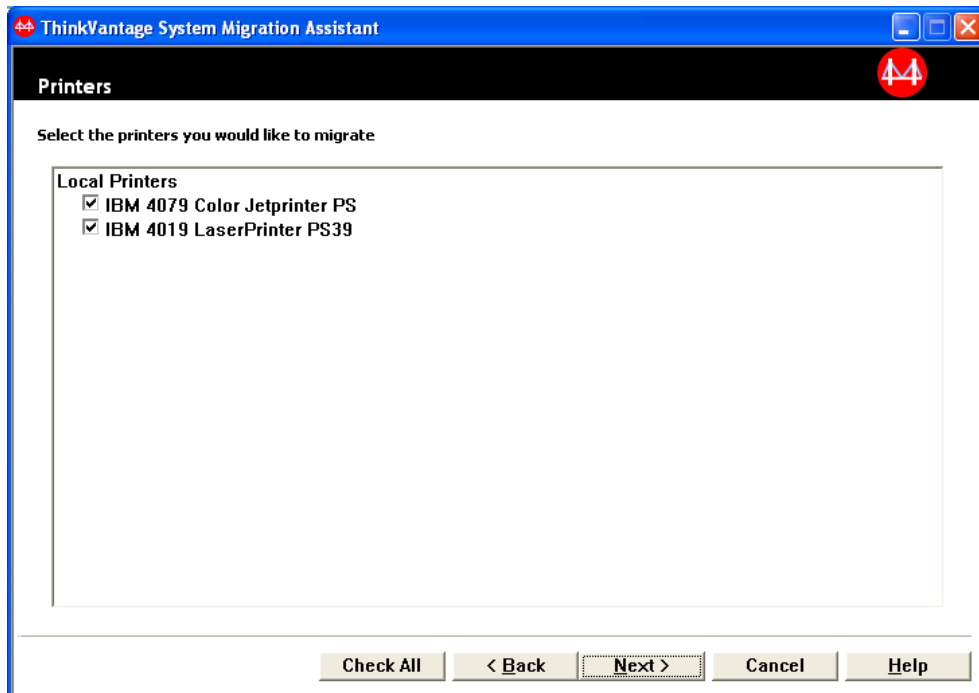 ThinkVantage System Migration Assistant
Printers
Select the printers you would like to migrate
Local Printers
IBM 4079 Color Jetprinter PS
IBM 4019 LaserPrinter PS39
Check All
< Back
Next >
Cancel
Help